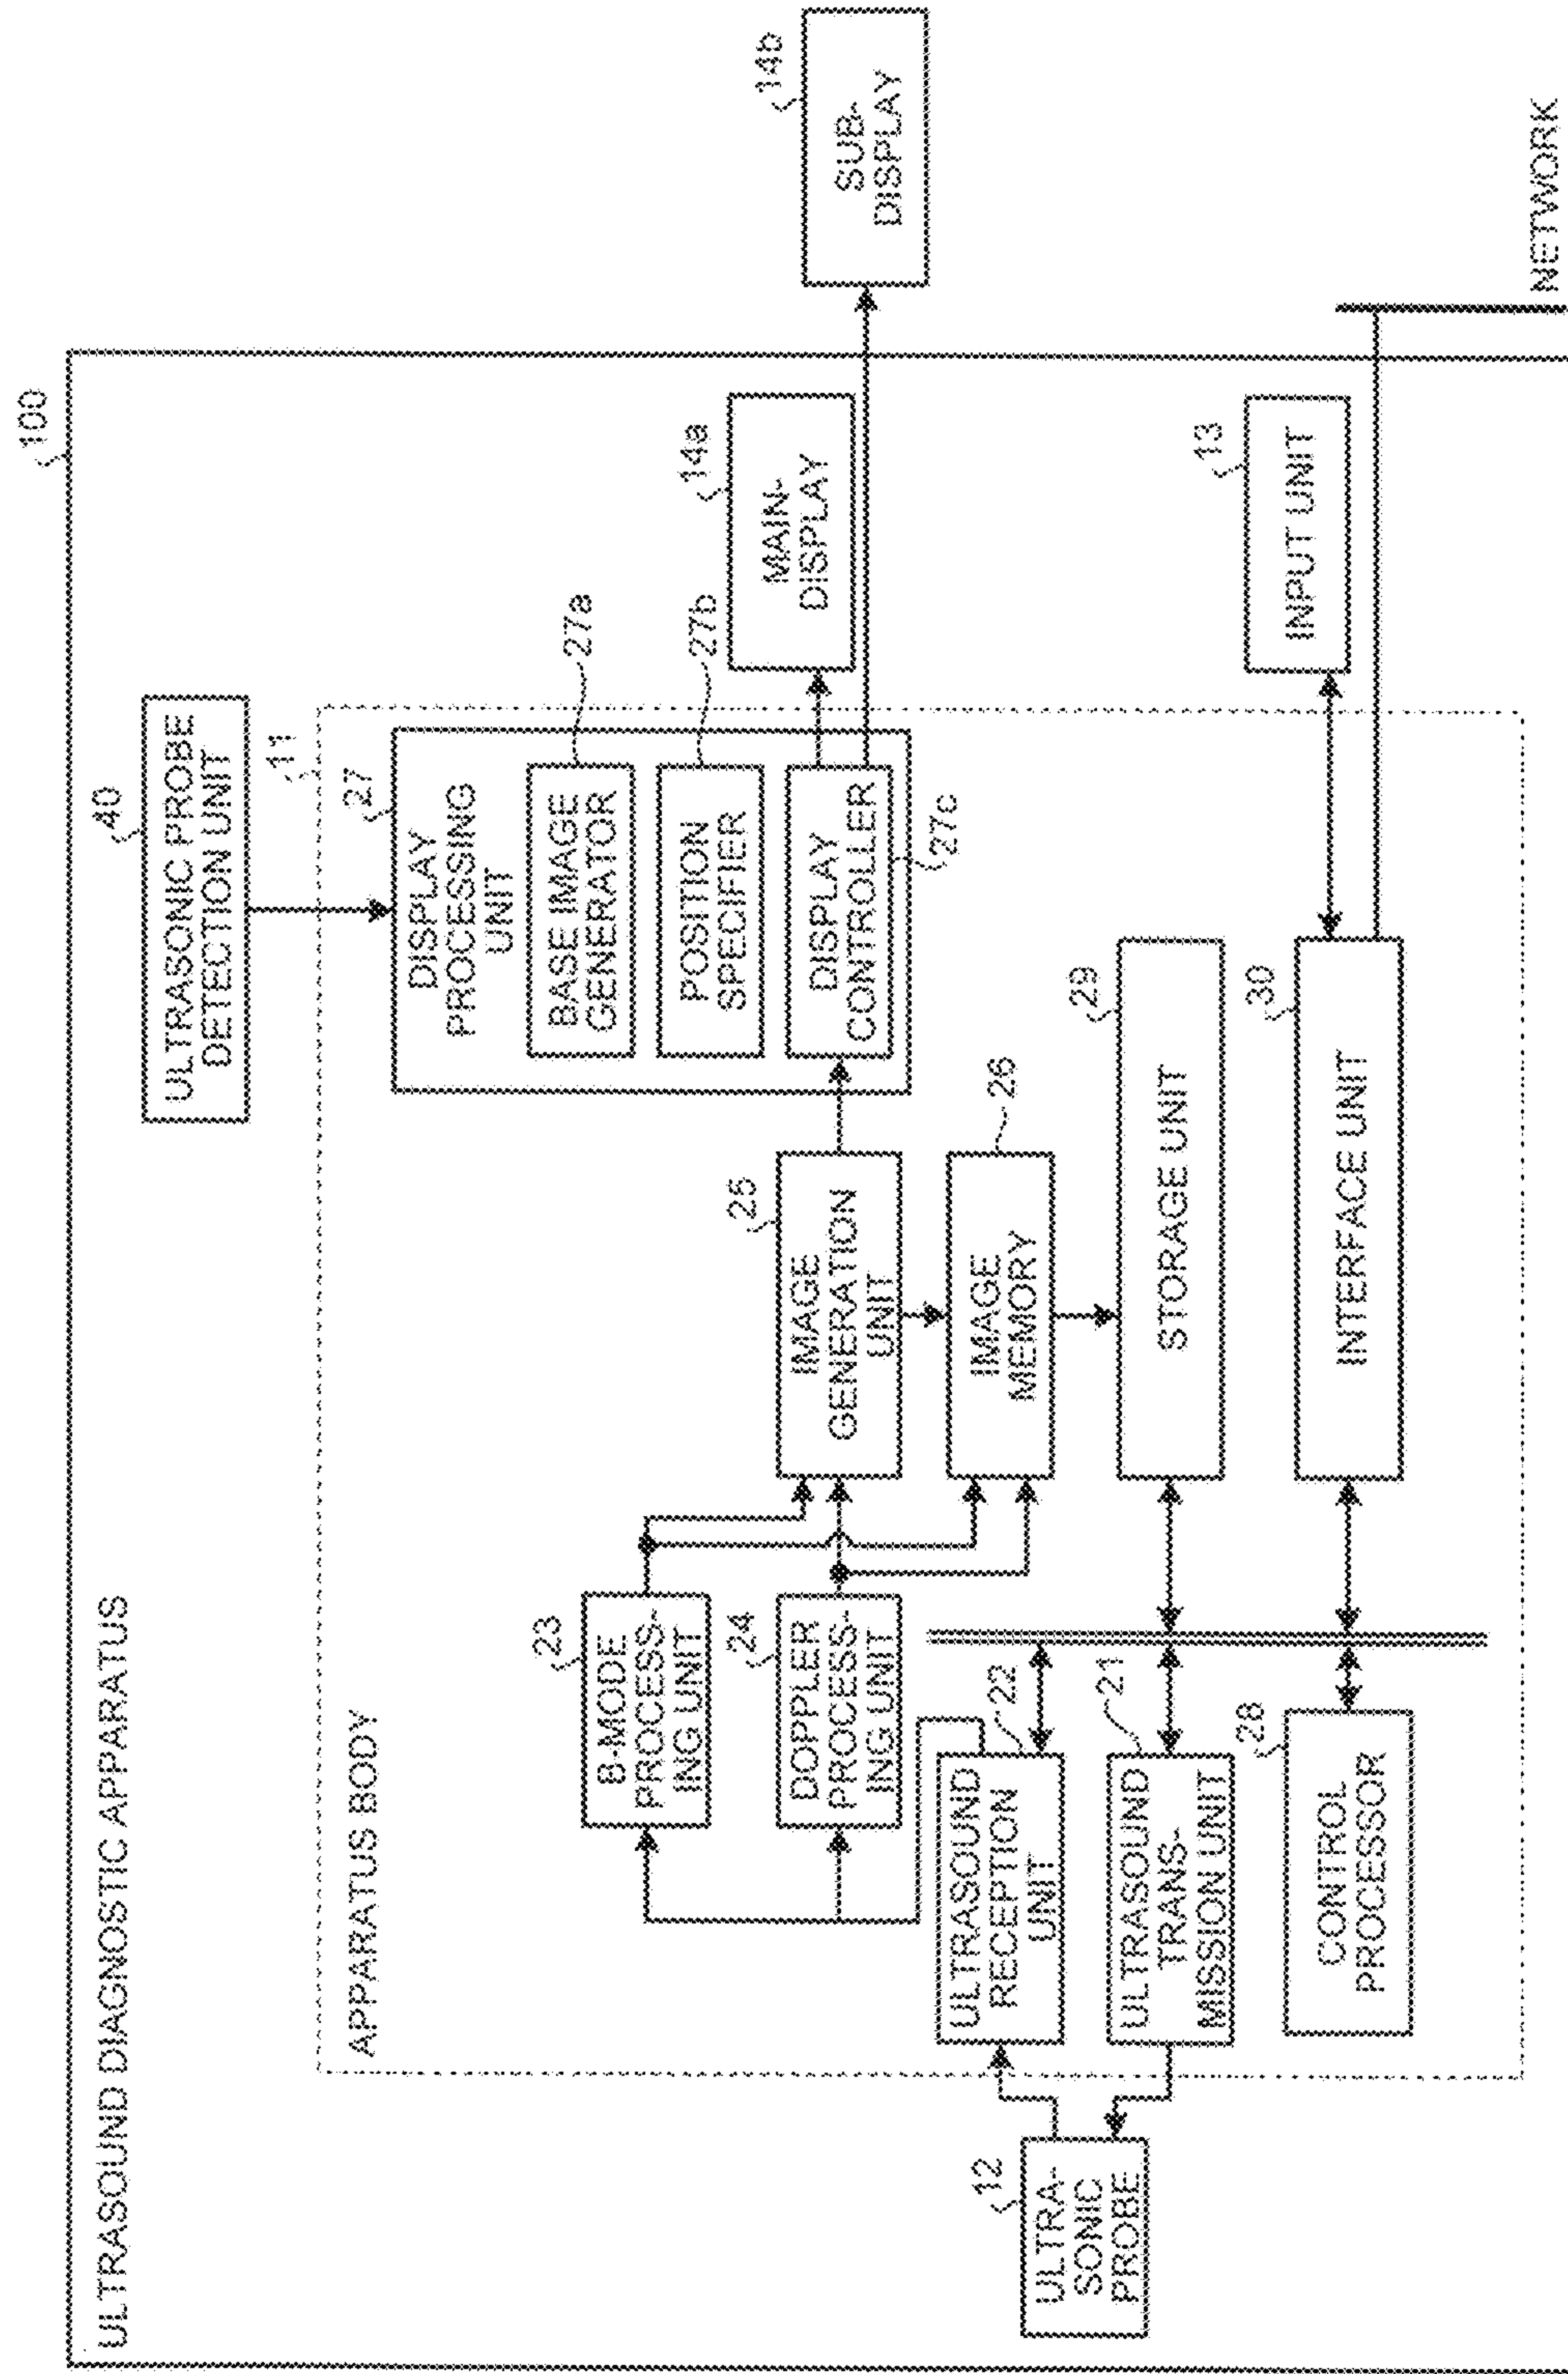 100
ULTRASOUND DIAGNOSTIC APPARATUS
40
ULTRASONIC PROBE
DETECTION UNIT
11
APPARATUS BODY
27
DISPLAY
PROCESSING
UNIT
BASE IMAGE
GENERATOR
27a
POSITION
SPECIFIER
27b
DISPLAY
CONTROLLER
27c
23
B-MODE
PROCESS-
ING UNIT
24
DOPPLER
PROCESS-
ING UNIT
25
IMAGE
GENERATION
UNIT
14a
MAIN-
DISPLAY
14b
SUB-
DISPLAY
26
IMAGE
MEMORY
12
ULTRA-
SONIC
PROBE
22
ULTRASOUND
RECEPTION
UNIT
21
ULTRASOUND
TRANS-
MISSION UNIT
29
STORAGE UNIT
28
CONTROL
PROCESSOR
30
INTERFACE UNIT
13
INPUT UNIT
NETWORK